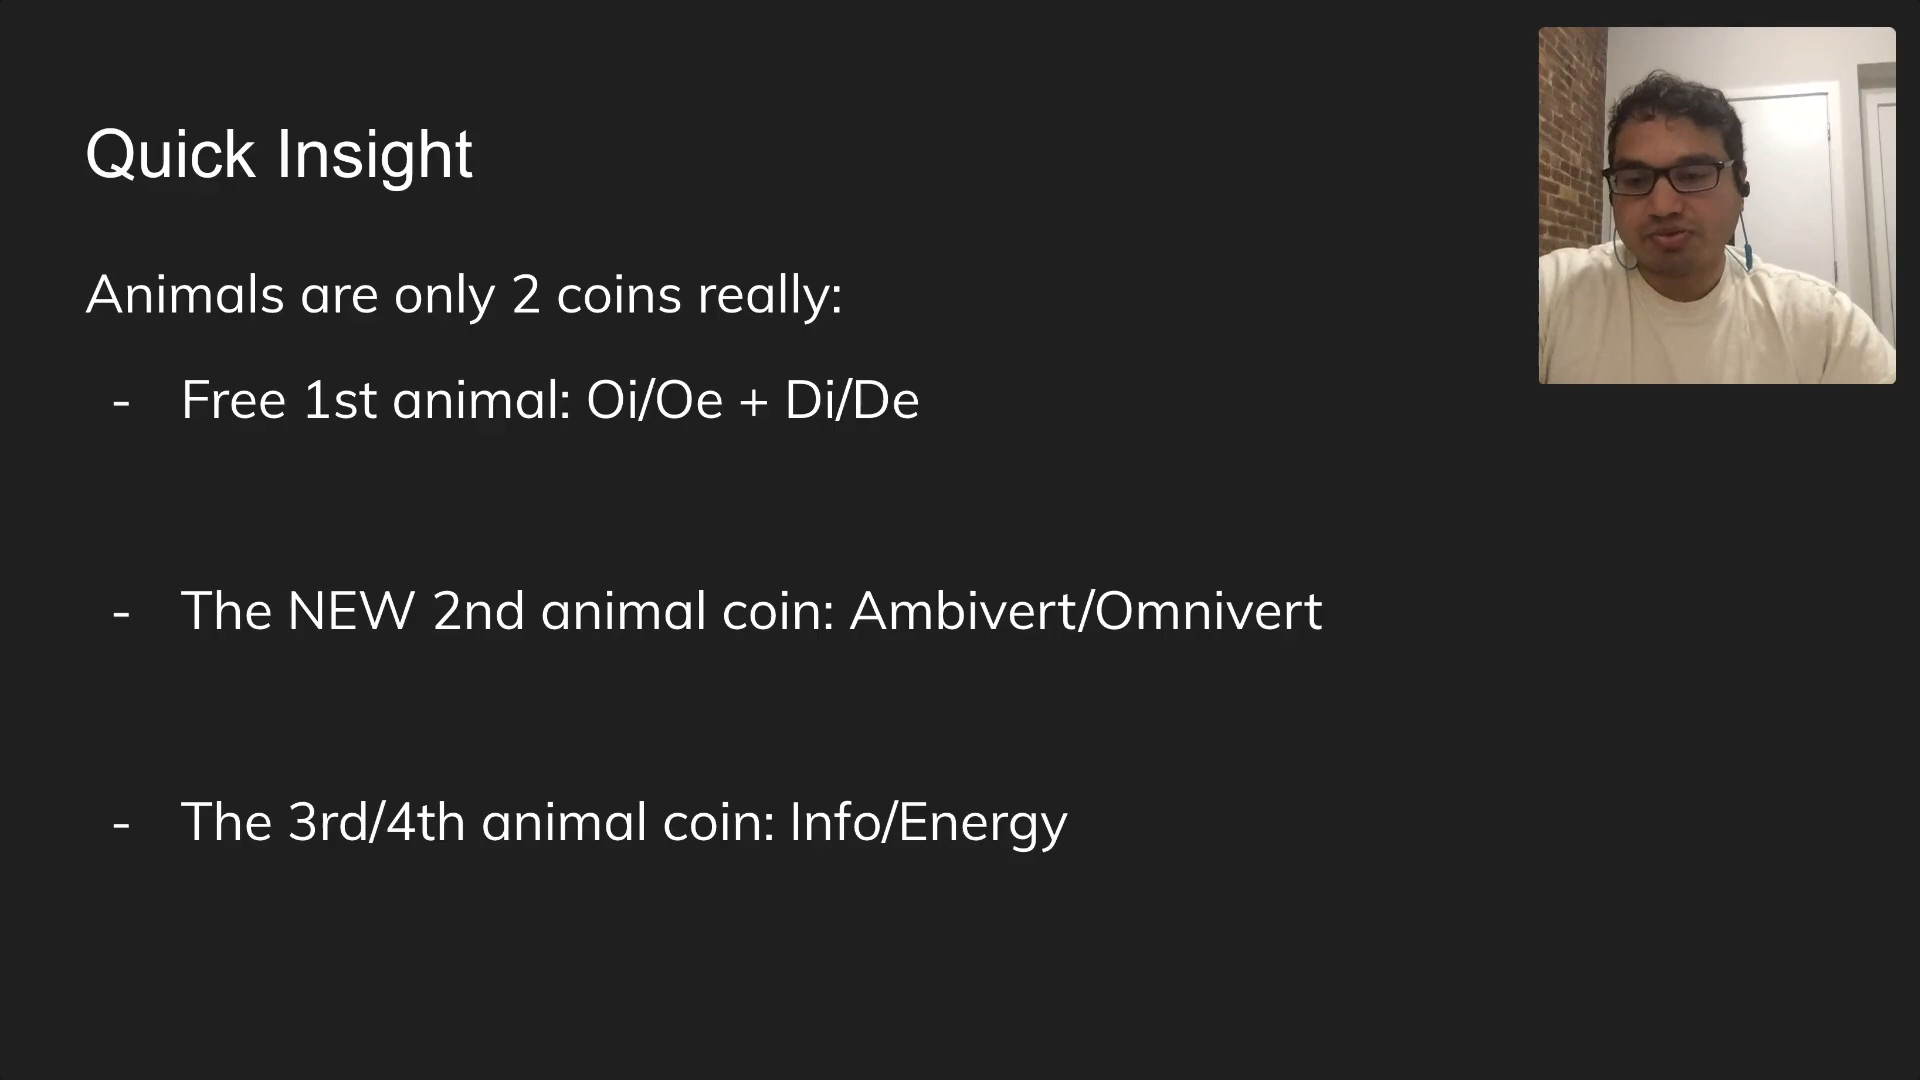 Quick Insight
Animals are only 2 coins really:
- Free 1st animal: Oi/Oe + Di/De
- The NEW 2nd animal coin: Ambivert/Omnivert
- The 3rd/4th animal coin: Info/Energy